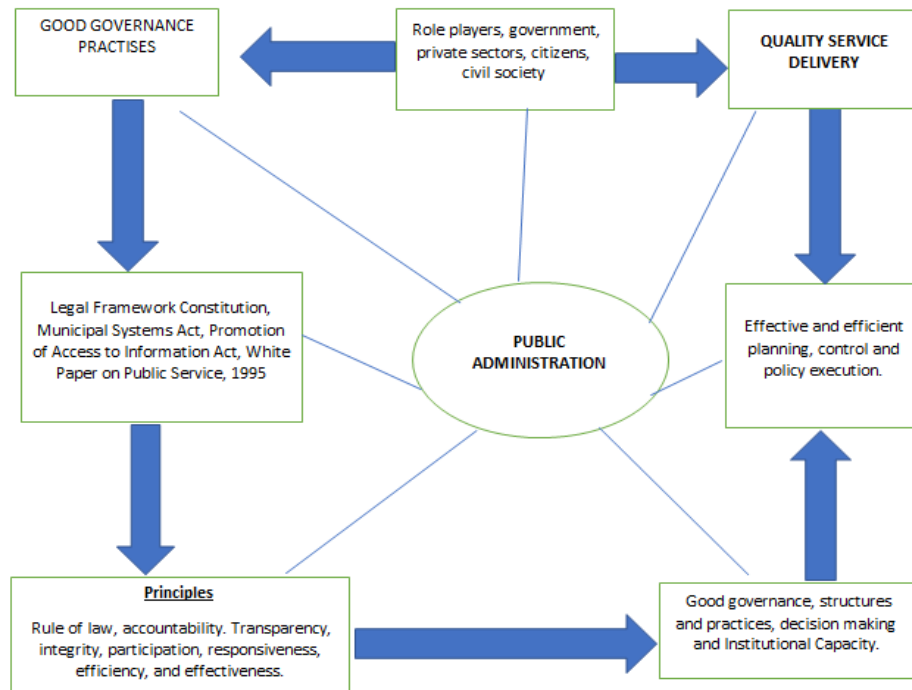 GOOD GOVERNANCE
PRACTISES
Role players, government,
private sectors, citizens,
civil society
QUALITY SERVICE
DELIVERY
Legal Framework Constitution,
Municipal Systems Act, Promotion
of Access to Information Act, White
Paper on Public Service, 1995
PUBLIC
ADMINISTRATION
Effective and efficient
planning, control and
policy execution.
Principles
Rule of law, accountability. Transparency,
integrity, participation, responsiveness,
efficiency, and effectiveness.
Good governance, structures
and practices, decision making
and Institutional Capacity.